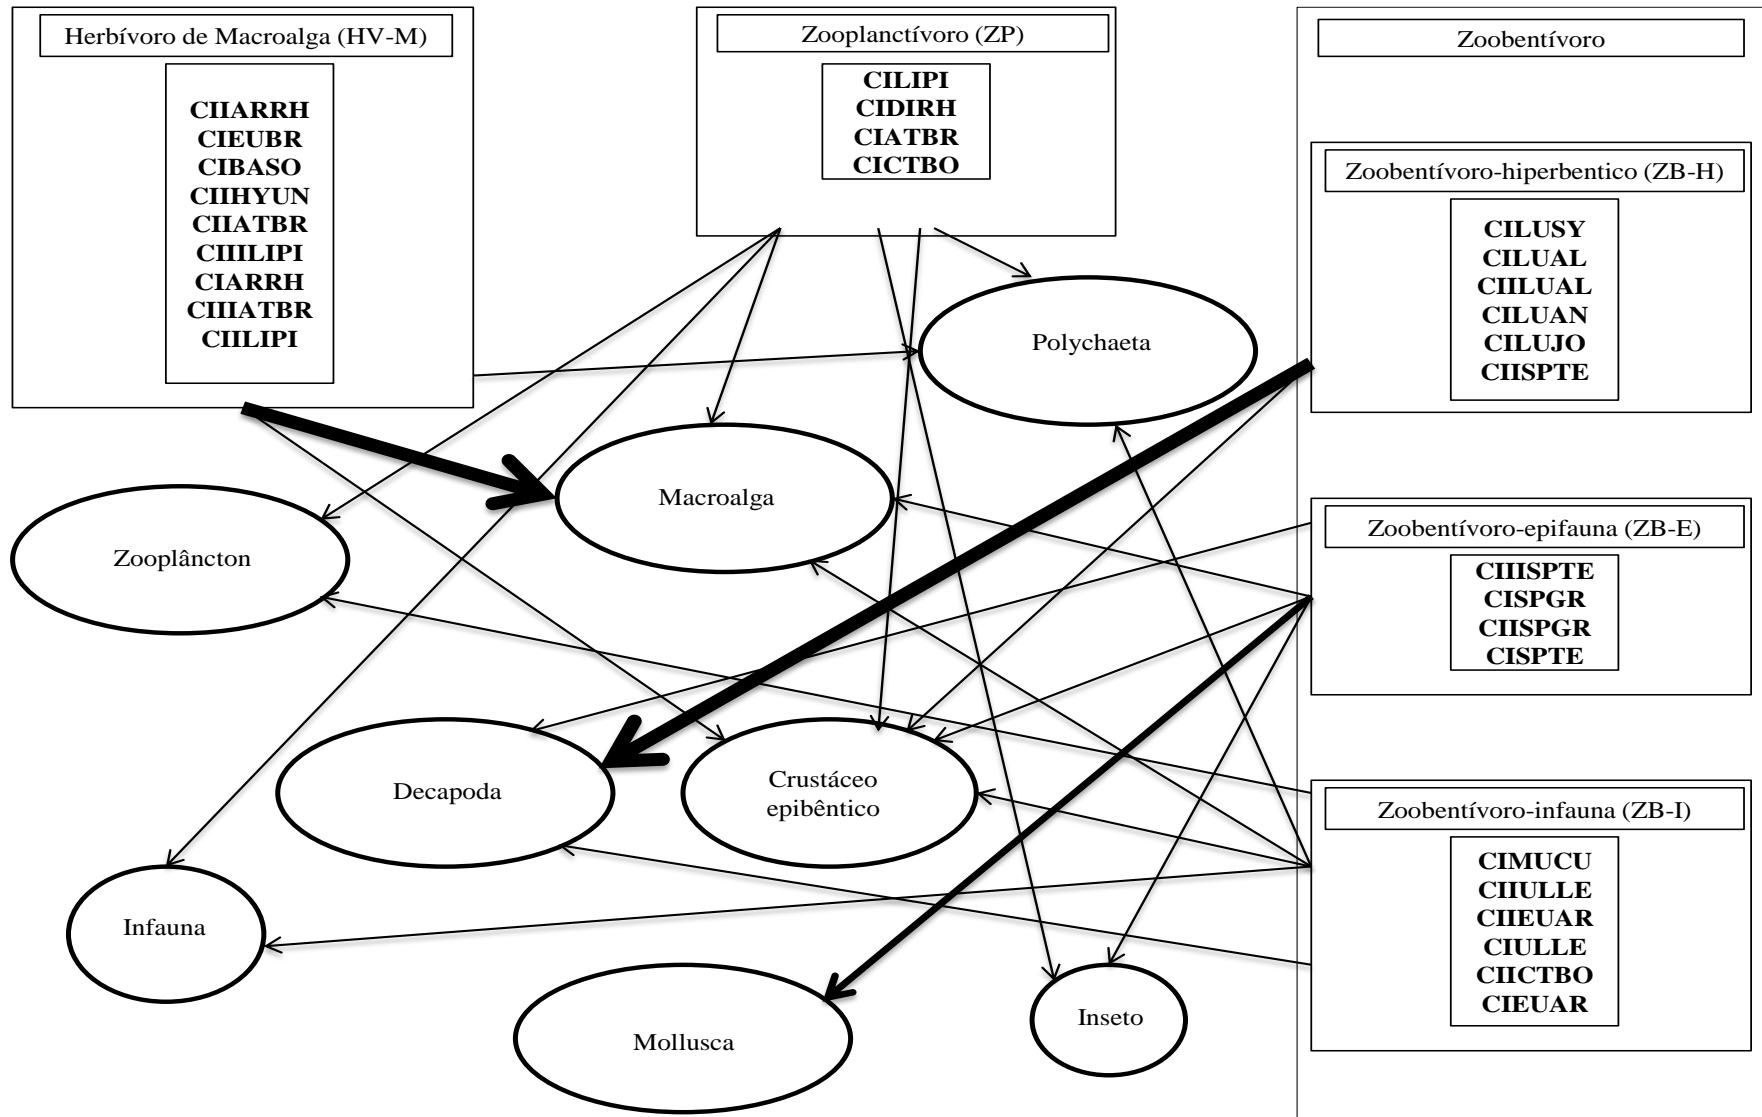 Herbívoro de Macroalga (HV-M)
CIIARRH
CIEUBR
CIBASO
CIIHYUN
CIIATBR
CIIILIPI
CIARRH
CIIIATBR
CIILIPI
Zooplanctívoro (ZP)
CILIPI
CIDIRH
CIATBR
CICTBO
Zoobentívoro
Zoobentívoro-hiperbentico (ZB-H)
CILUSY
CILUAL
CIILUAL
CILUAN
CILUJO
CIISPTE
Zoobentívoro-epifauna (ZB-E)
CIIISPTE
CISPGR
CIISPGR
CISPTE
Zoobentívoro-infauna (ZB-I)
CIMUCU
CIIULLE
CIIEUAR
CIULLE
CIICTBO
CIEUAR
Polychaeta
Macroalga
Zooplâncton
Decapoda
Crustáceo
epibêntico
Infauna
Mollusca
Inseto